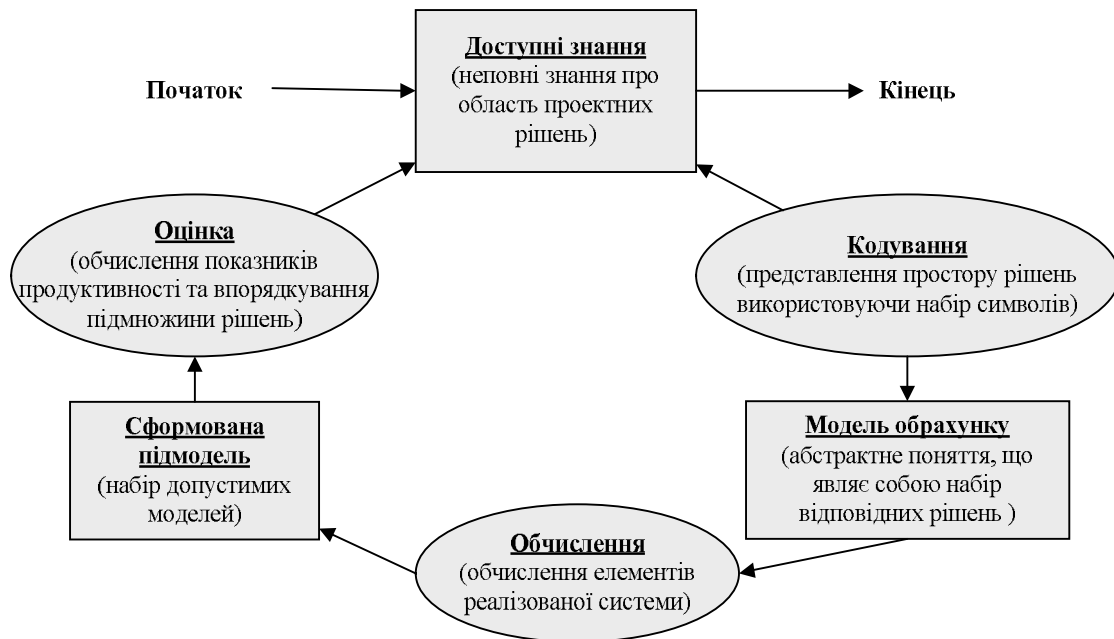 Доступні знання
(неповні знання про
область проектних
рішень)
Початок
Кінець
Оцінка
(обчислення показників
продуктивності та впорядкування
підмножини рішень)
Кодування
(представлення простору рішень
використовуючи набір символів)
Сформована
підмодель
(набір допустимих
моделей)
Модель обрахунку
(абстрактне поняття, що
являє собою набір
відповідних рішень )
Обчислення
(обчислення елементів
реалізованої системи)